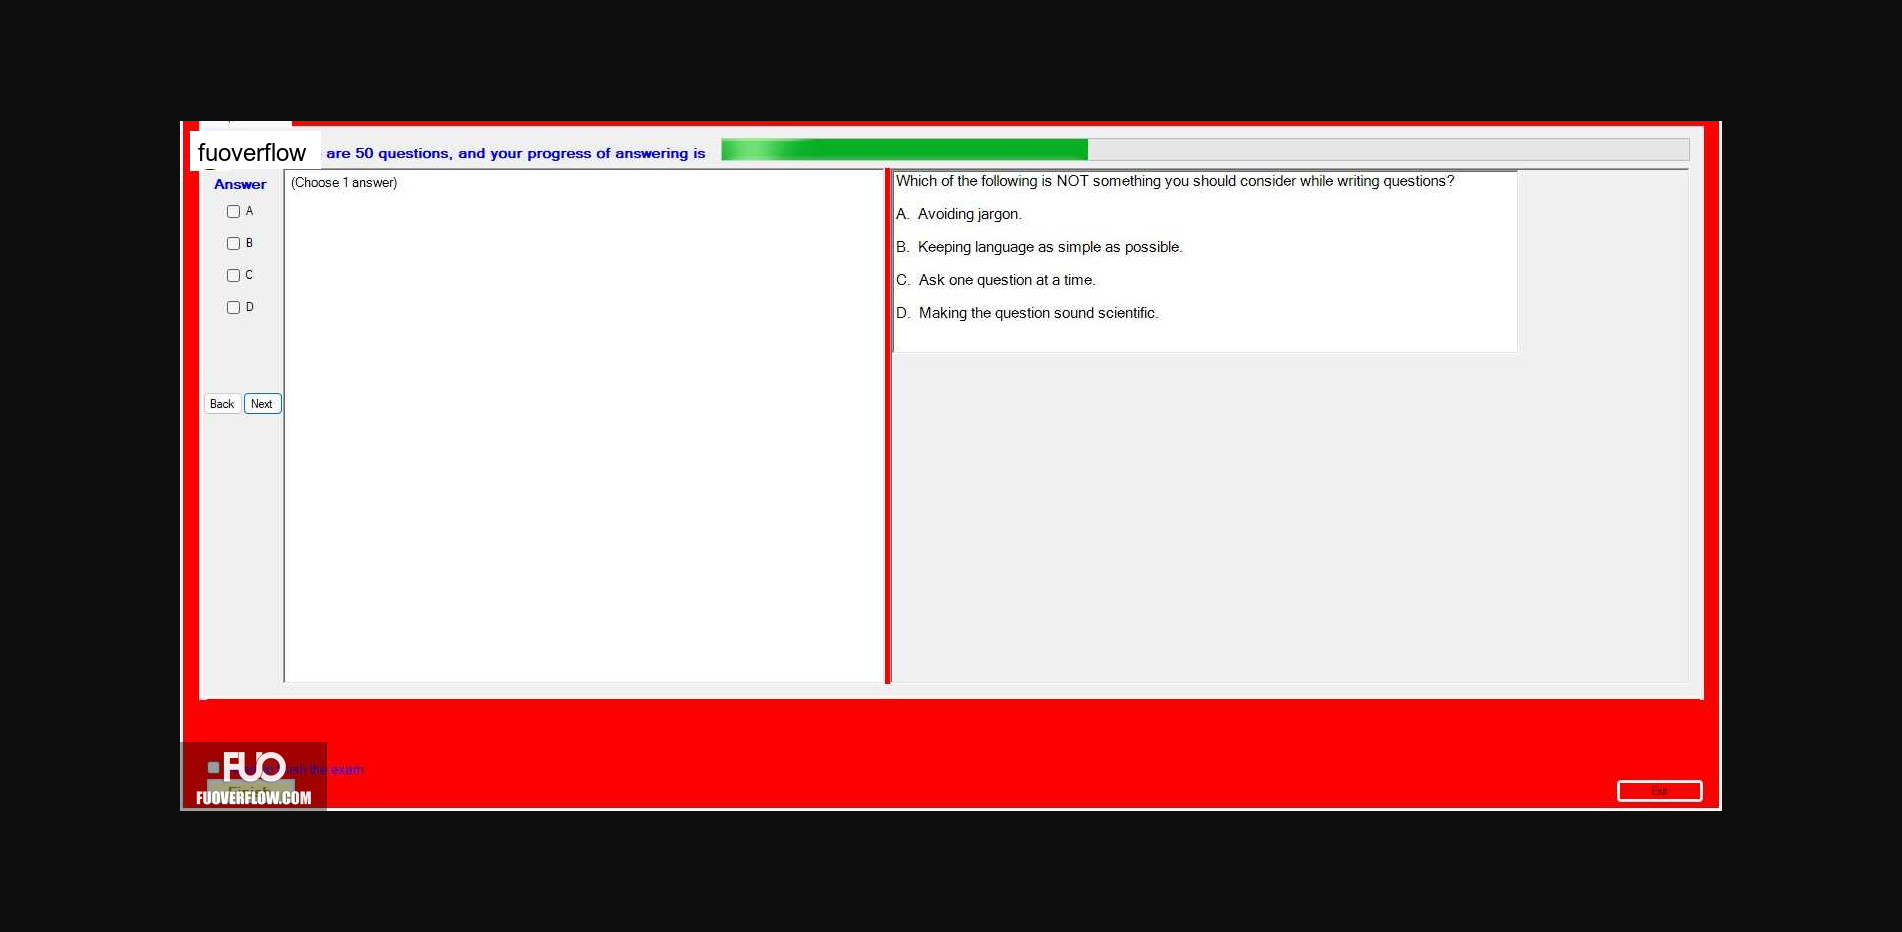 fuoverflow are 50 questions, and your progress of answering is
Answer
(Choose 1 answer)
A
B
C
D
Back Next
Which of the following is NOT something you should consider while writing questions?
A. Avoiding jargon.
B. Keeping language as simple as possible.
C. Ask one question at a time.
D. Making the question sound scientific.
FUO
the exam
Finish
FUOVERFLOW.COM
Exit